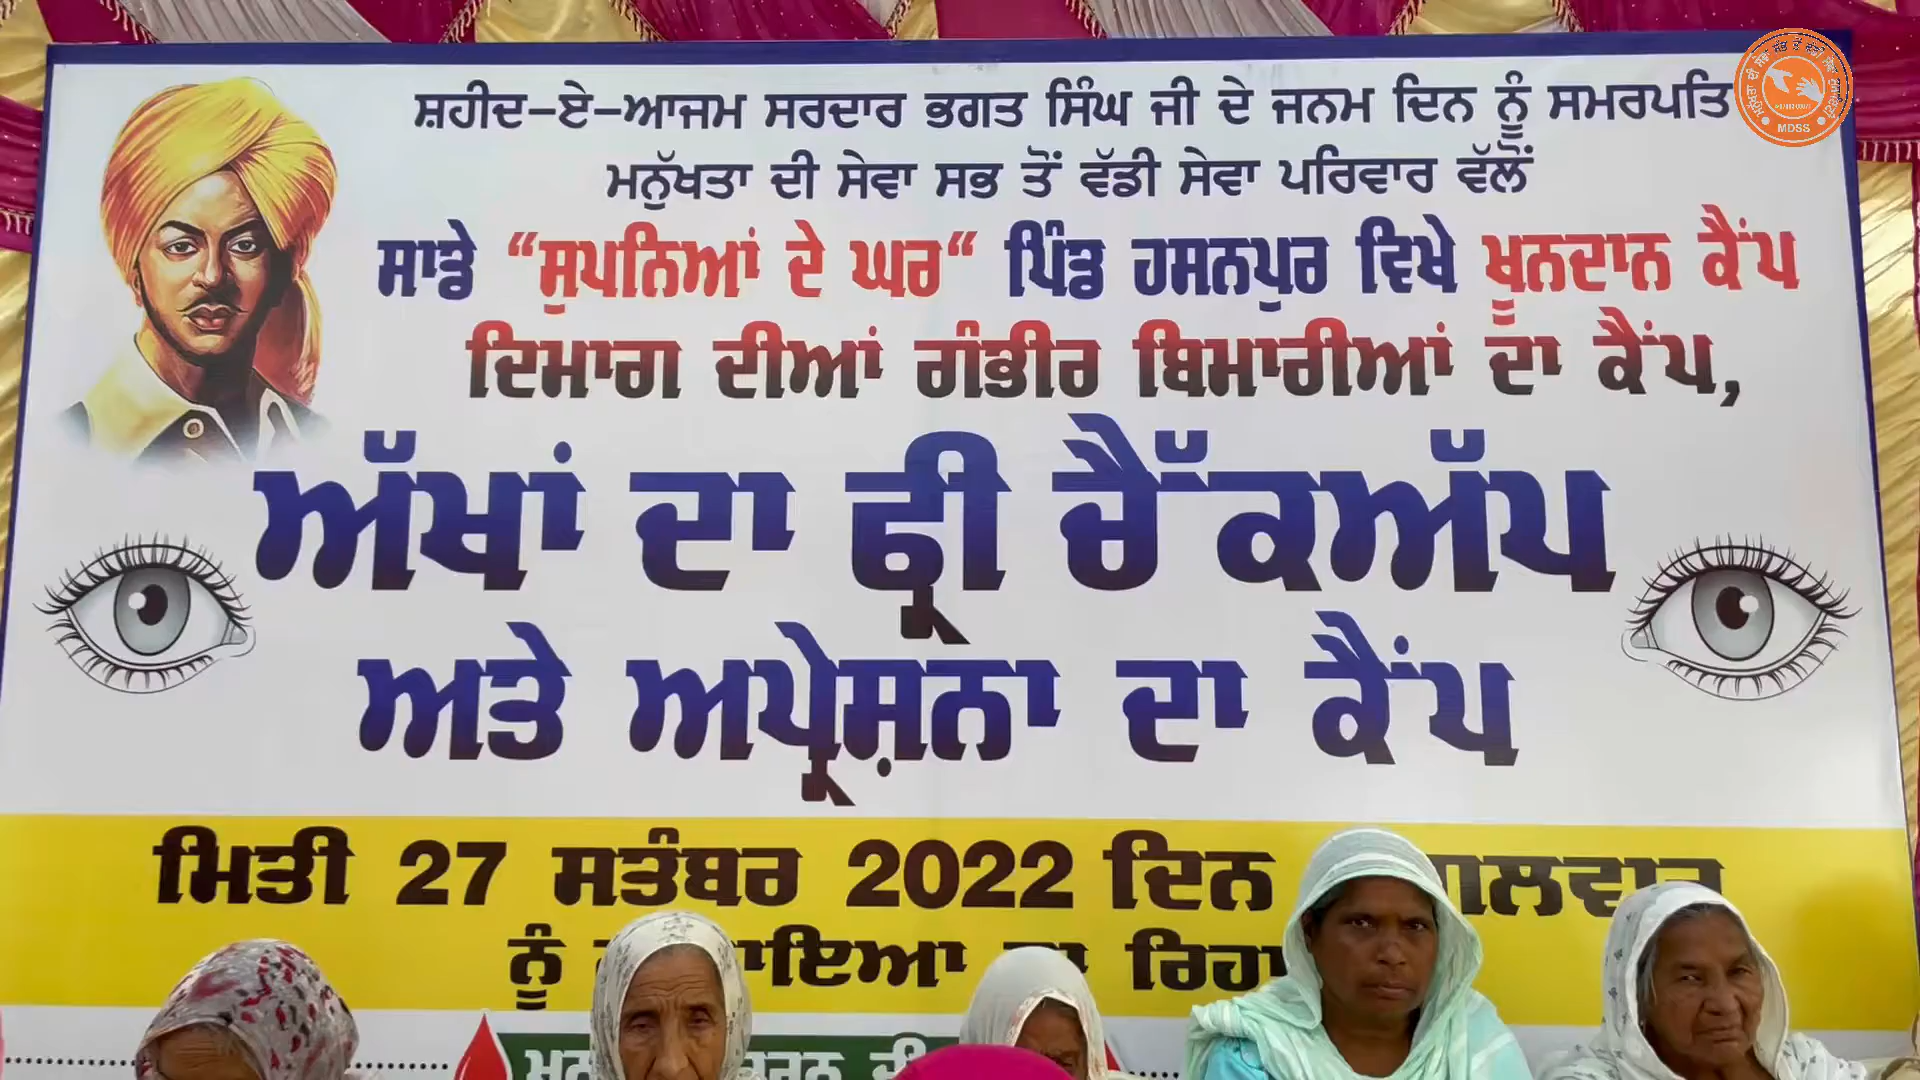 ਸ਼ਹੀਦ-ਏ-ਆਜਮ ਸਰਦਾਰ ਭਗਤ ਸਿੰਘ ਜੀ ਦੇ ਜਨਮ ਦਿਨ ਨੂੰ ਸਮਰਪਤਿ
ਮਨੁੱਖਤਾ ਦੀ ਸੇਵਾ ਸਭ ਤੋਂ ਵੱਡੀ ਸੇਵਾ ਪਰਿਵਾਰ ਵੱਲੋਂ
ਸਾਡੇ “ਸੁਪਨਿਆਂ ਦੇ ਘਰ“ ਪਿੰਡ ਹਸਨਪੁਰ ਵਿਖੇ ਖੂਨਦਾਨ ਕੈਂਪ
ਦਿਮਾਗ ਦੀਆਂ ਗੰਭੀਰ ਬਿਮਾਰੀਆਂ ਦਾ ਕੈਂਪ,
ਅੱਖਾਂ ਦਾ ਫ੍ਰੀ ਚੈੱਕਅੱਪ
ਅਤੇ ਅਪ੍ਰੇਸ਼ਨਾ ਦਾ ਕੈਂਪ
ਮਿਤੀ 27 ਸਤੰਬਰ 2022 ਦਿਨ
ਨੂੰ
MDSS